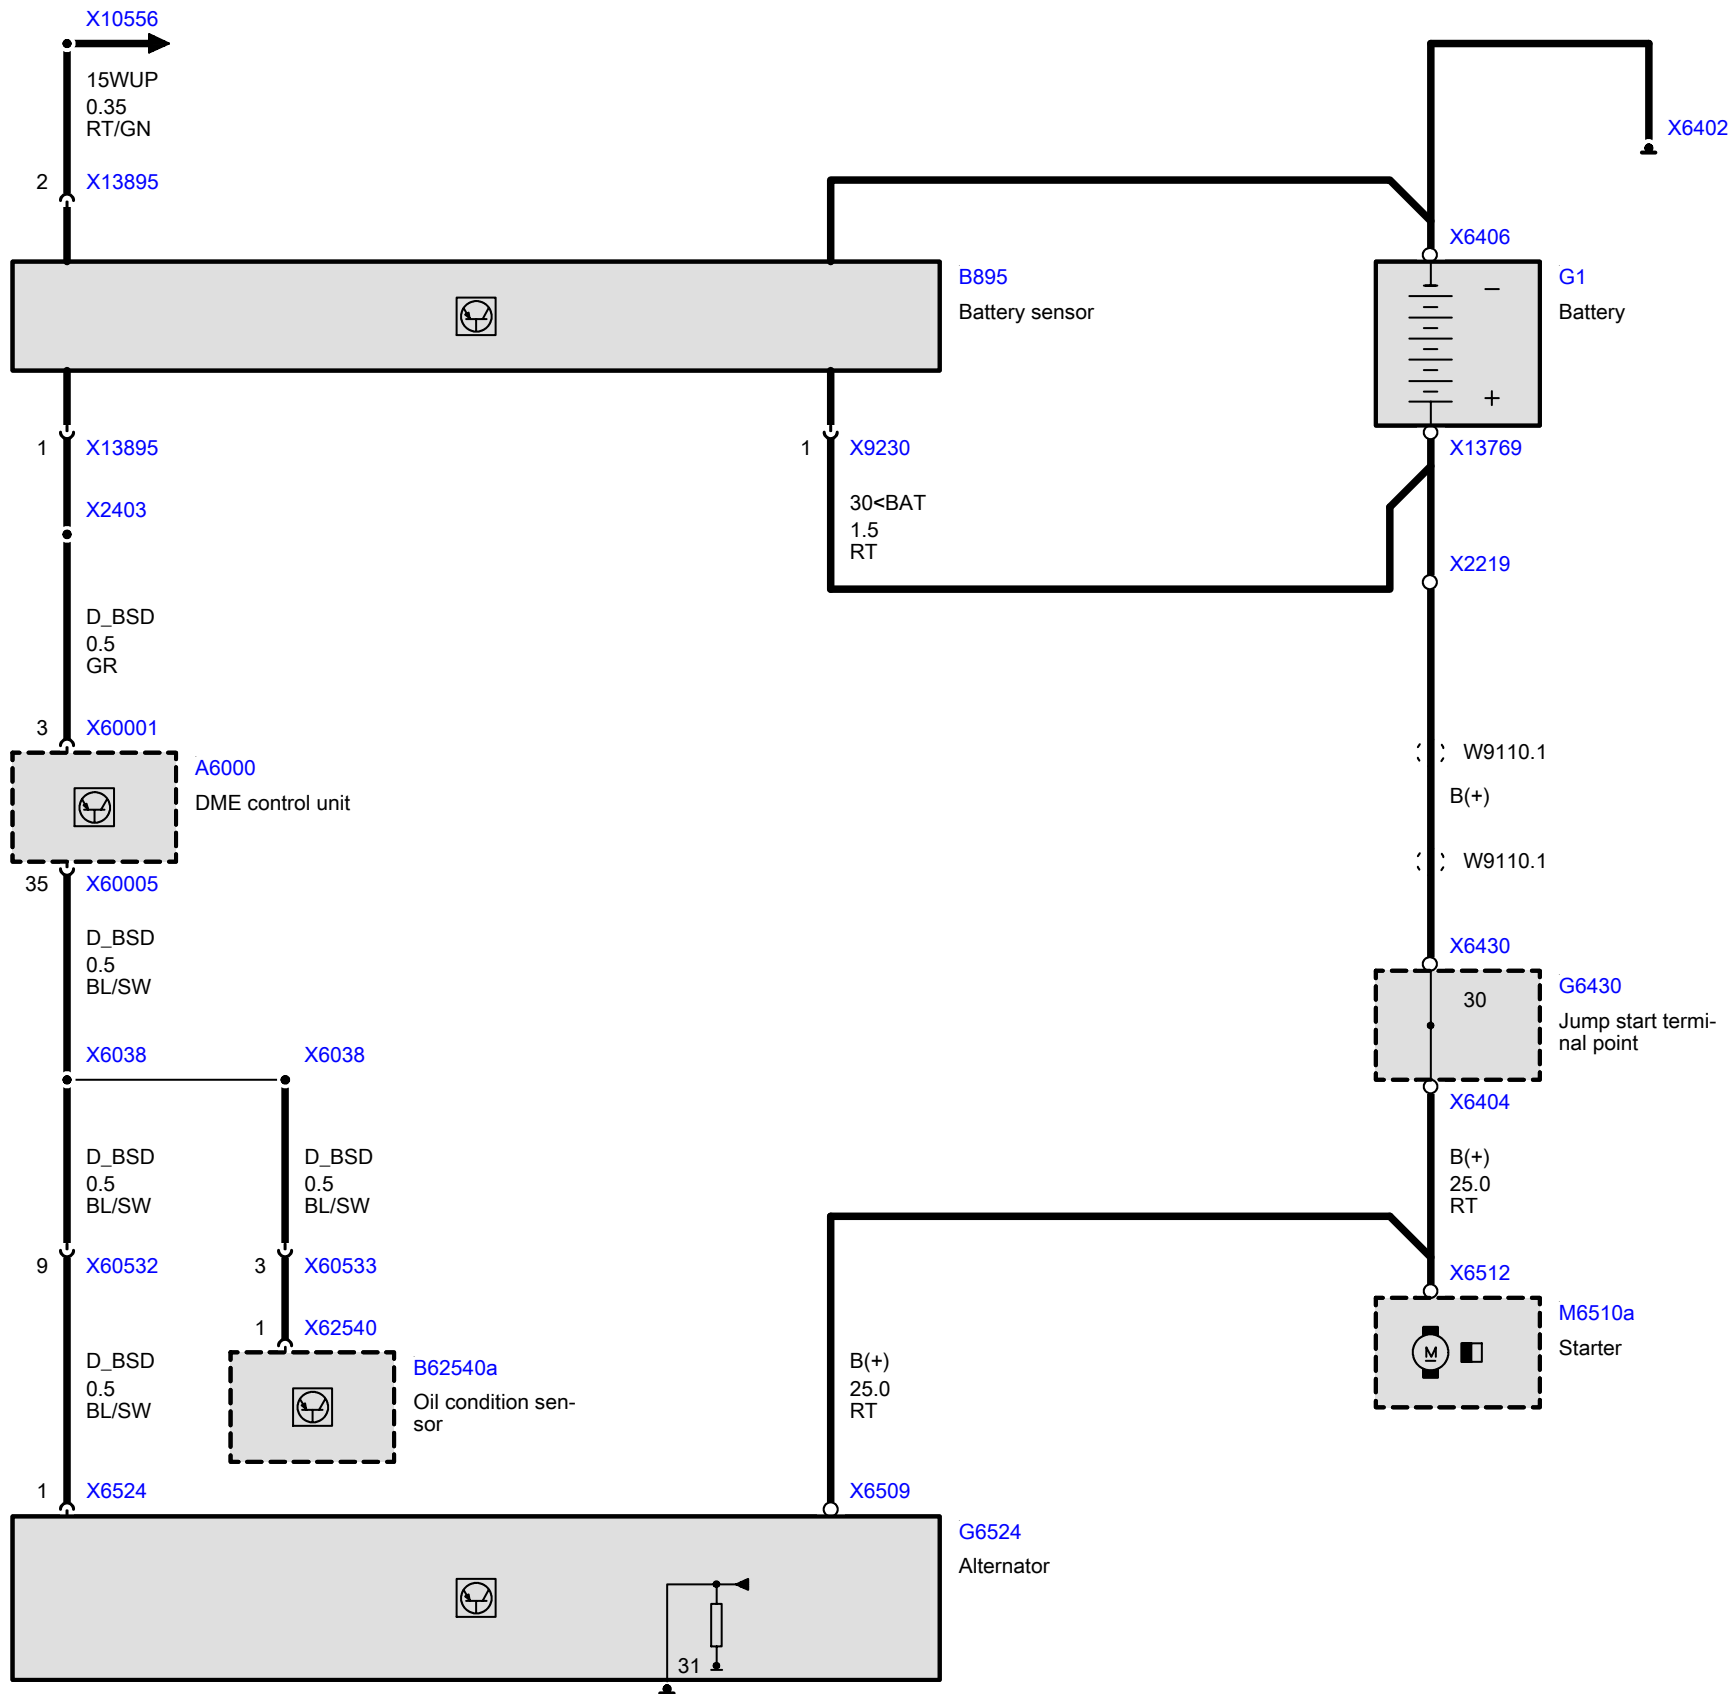 X10556
15WUP
0.35
RT/GN
X6402
2 X13895
X6406
B895
Battery sensor
G1
Battery
−
+
1 X13895
1 X9230
X13769
30<BAT
1.5
RT
X2403
X2219
D_BSD
0.5
GR
3 X60001
A6000
DME control unit
W9110.1
B(+)
W9110.1
35 X60005
D_BSD
0.5
BL/SW
X6430
30
G6430
Jump start termi-
nal point
X6038
X6038
X6404
D_BSD
0.5
BL/SW
D_BSD
0.5
BL/SW
B(+)
25.0
RT
9 X60532
3 X60533
X6512
1 X62540
M
M6510a
Starter
D_BSD
0.5
BL/SW
B62540a
Oil condition sen-
sor
B(+)
25.0
RT
1 X6524
X6509
G6524
Alternator
31